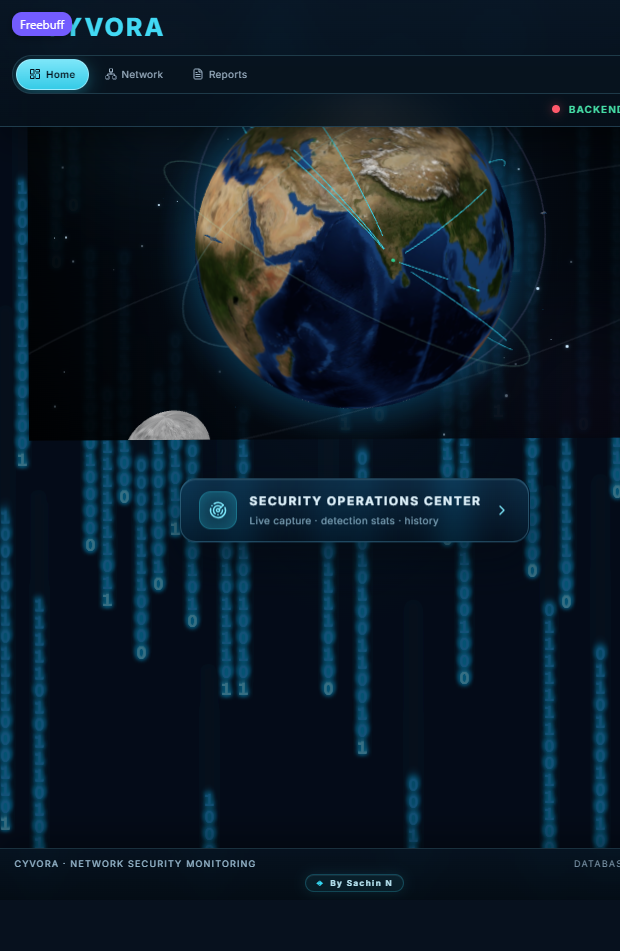 Freebuff
YVORA
Home
Network
Reports
BACKEND
SECURITY OPERATIONS CENTER
Live capture · detection stats · history
CYVORA · NETWORK SECURITY MONITORING
DATABAS
By Sachin N